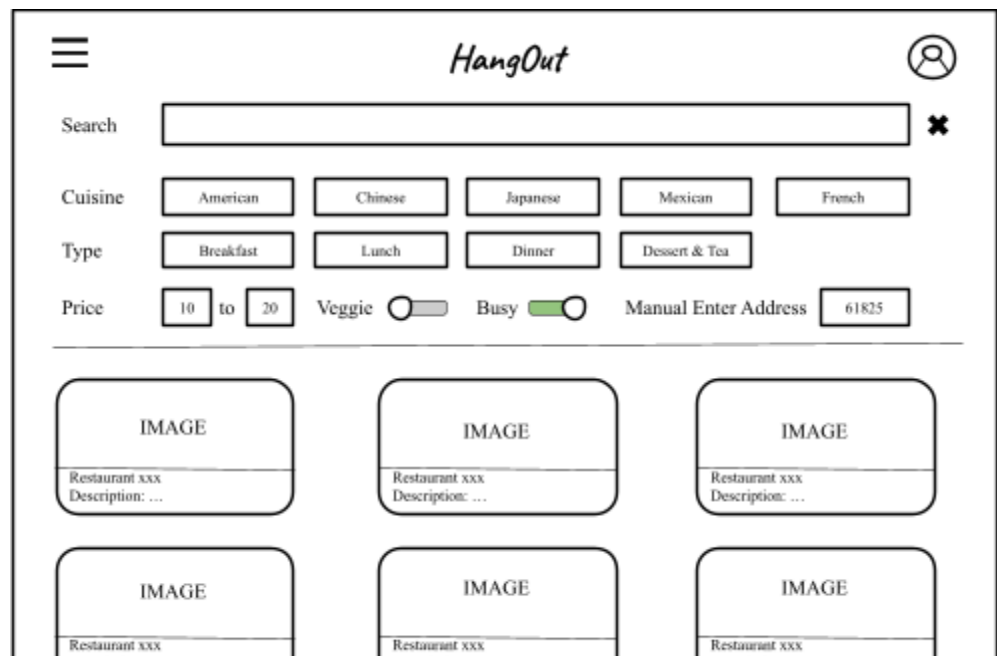 HangOut
Search
Cuisine American Chinese Japanese Mexican French
Type Breakfast Lunch Dinner Dessert & Tea
Price 10 to 20 Veggie Busy Manual Enter Address 61825
IMAGE IMAGE IMAGE
Restaurant xxx Restaurant xxx Restaurant xxx
Description: ... Description: ... Description: ...
IMAGE IMAGE IMAGE
Restaurant xxx Restaurant xxx Restaurant xxx